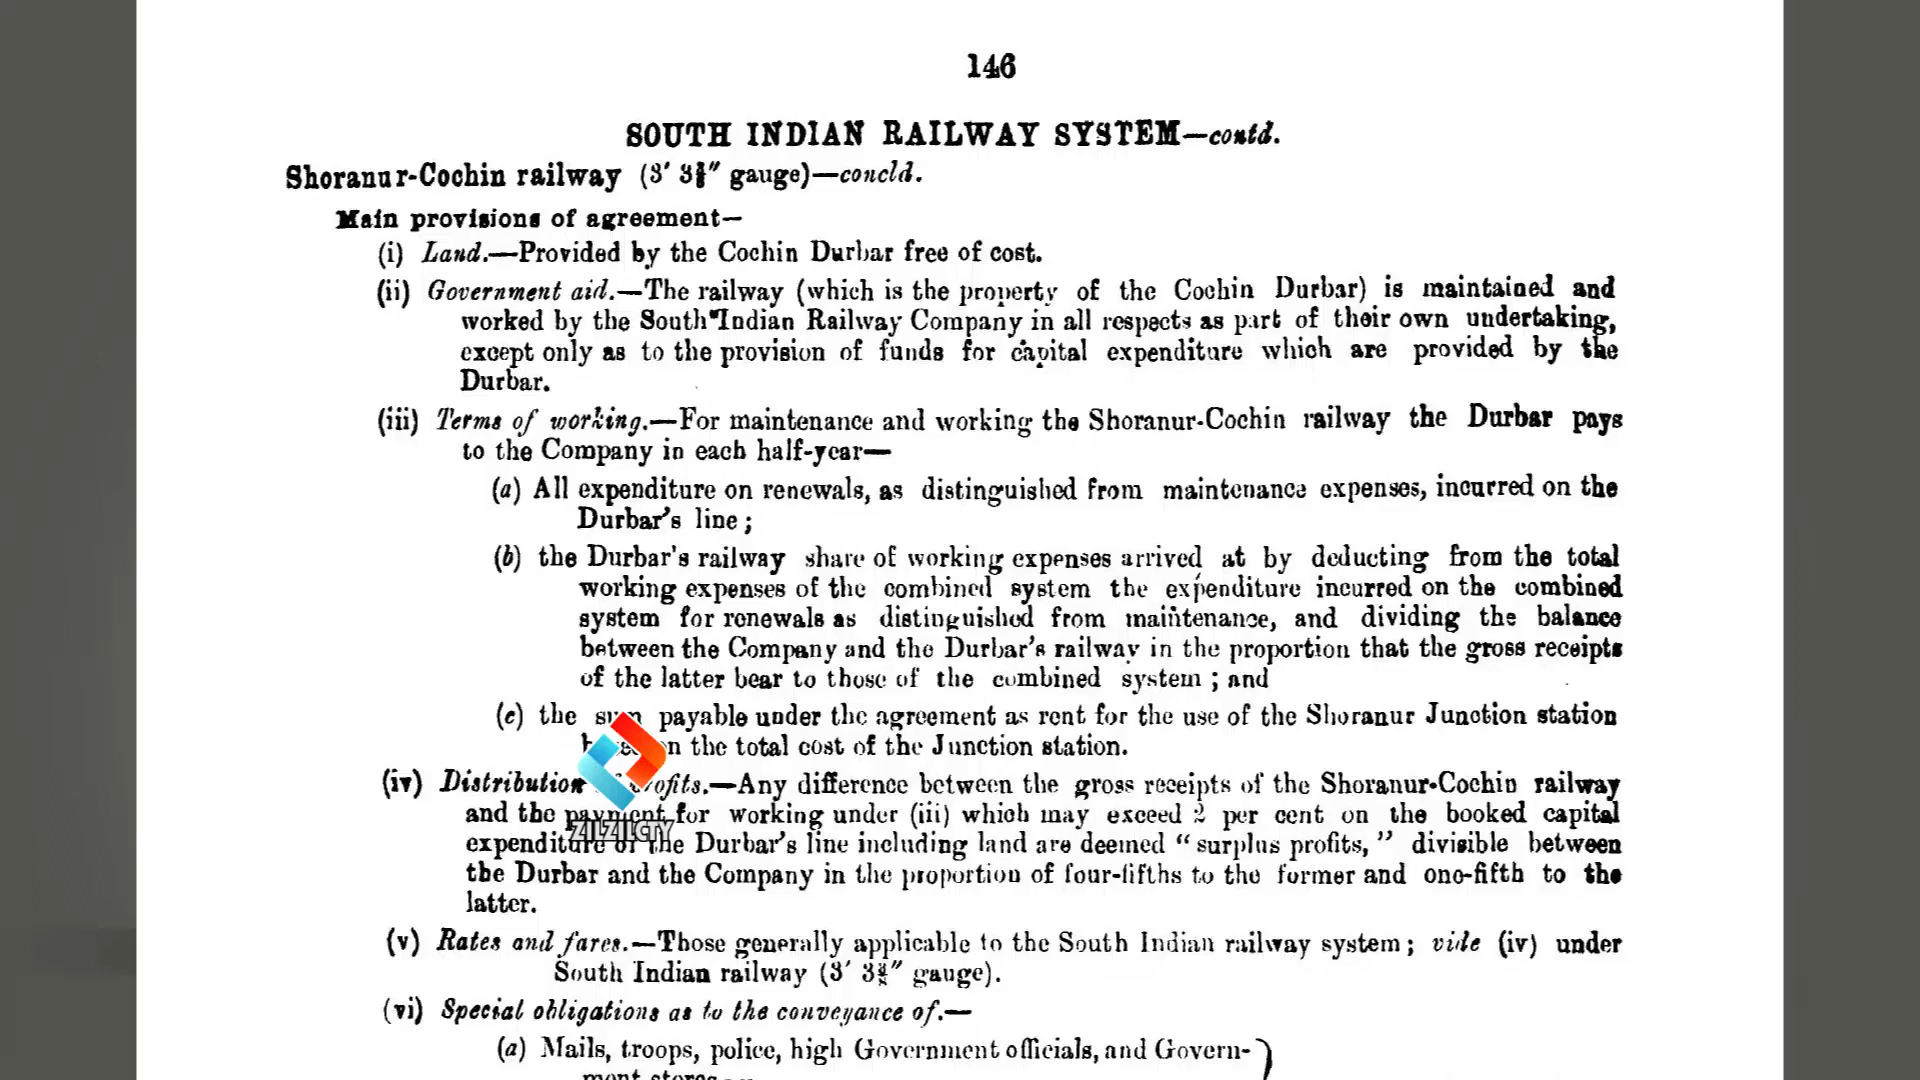 146
SOUTH INDIAN RAILWAY SYSTEM—contd.
Shoranur-Cochin railway (3′ 3⅜″ gauge)—concld.
Main provisions of agreement—
(i) Land.—Provided by the Cochin Durbar free of cost.
(ii) Government aid.—The railway (which is the property of the Cochin Durbar) is maintained and
worked by the South Indian Railway Company in all respects as part of their own undertaking,
except only as to the provision of funds for capital expenditure which are provided by the
Durbar.
(iii) Terms of working.—For maintenance and working the Shoranur-Cochin railway the Durbar pays
to the Company in each half-year—
(a) All expenditure on renewals, as distinguished from maintenance expenses, incurred on the
Durbar's line ;
(b) the Durbar's railway share of working expenses arrived at by deducting from the total
working expenses of the combined system the expenditure incurred on the combined
system for renewals as distinguished from maintenance, and dividing the balance
between the Company and the Durbar's railway in the proportion that the gross receipts
of the latter bear to those of the combined system ; and
(c) the sum payable under the agreement as rent for the use of the Shoranur Junction station
on the total cost of the Junction station.
(iv) Distribution profits.—Any difference between the gross receipts of the Shoranur-Cochin railway
and the payment for working under (iii) which may exceed 2 per cent on the booked capital
expenditure of the Durbar's line including land are deemed “surplus profits,” divisible between
the Durbar and the Company in the proportion of four-fifths to the former and one-fifth to the
latter.
(v) Rates and fares.—Those generally applicable to the South Indian railway system ; vide (iv) under
South Indian railway (3′ 3⅜″ gauge).
(vi) Special obligations as to the conveyance of.—
(a) Mails, troops, police, high Government officials, and Govern-
ment stores
ZILZILCTY